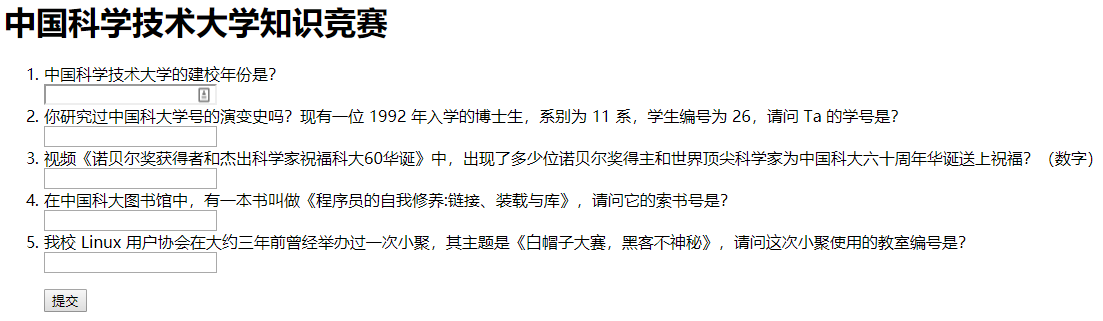 中国科学技术大学知识竞赛
1. 中国科学技术大学的建校年份是？
2. 你研究过中国科大学号的演变史吗？现有一位 1992 年入学的博士生，系别为 11 系，学生编号为 26，请问 Ta 的学号是？
3. 视频《诺贝尔奖获得者和杰出科学家祝福科大60华诞》中，出现了多少位诺贝尔奖得主和世界顶尖科学家为中国科大六十周年华诞送上祝福？（数字）
4. 在中国科大图书馆中，有一本书叫做《程序员的自我修养:链接、装载与库》，请问它的索书号是？
5. 我校 Linux 用户协会在大约三年前曾经举办过一次小聚，其主题是《白帽子大赛，黑客不神秘》，请问这次小聚使用的教室编号是？
提交